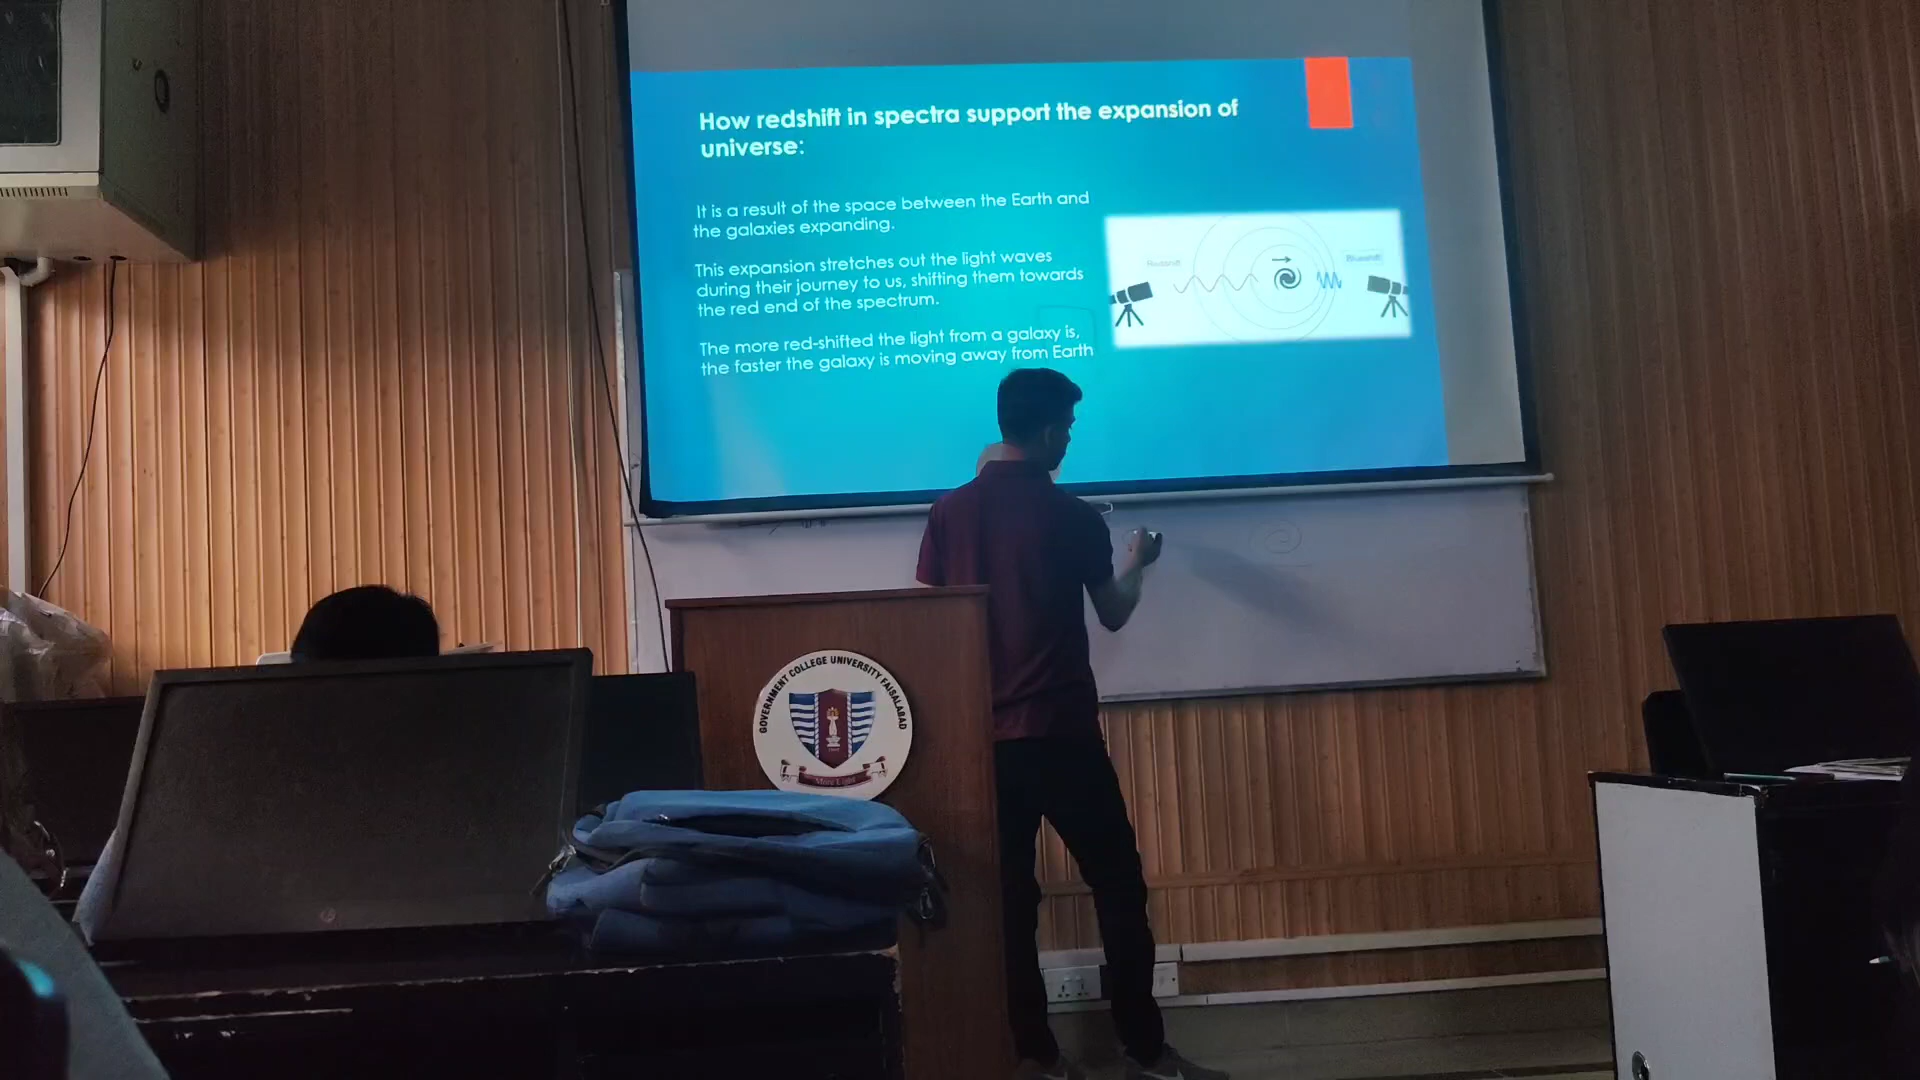 How redshift in spectra support the expansion of
universe:
It is a result of the space between the Earth and
the galaxies expanding.
This expansion stretches out the light waves
during their journey to us, shifting them towards
the red end of the spectrum.
The more red-shifted the light from a galaxy is,
the faster the galaxy is moving away from Earth
Redshift
Blueshift
GOVERNMENT COLLEGE UNIVERSITY FAISALABAD
More Light